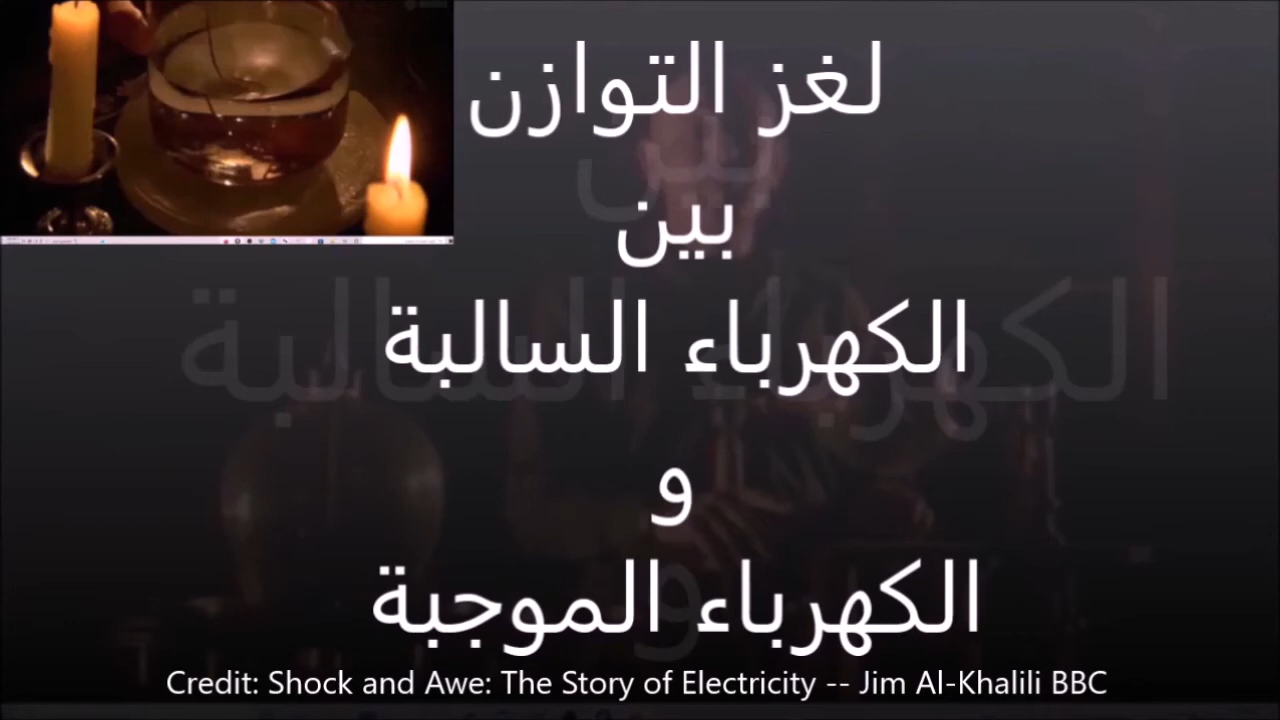 لغز التوازن
بين
الكهرباء السالبة
و
الكهرباء الموجبة
Credit: Shock and Awe: The Story of Electricity -- Jim Al-Khalili BBC